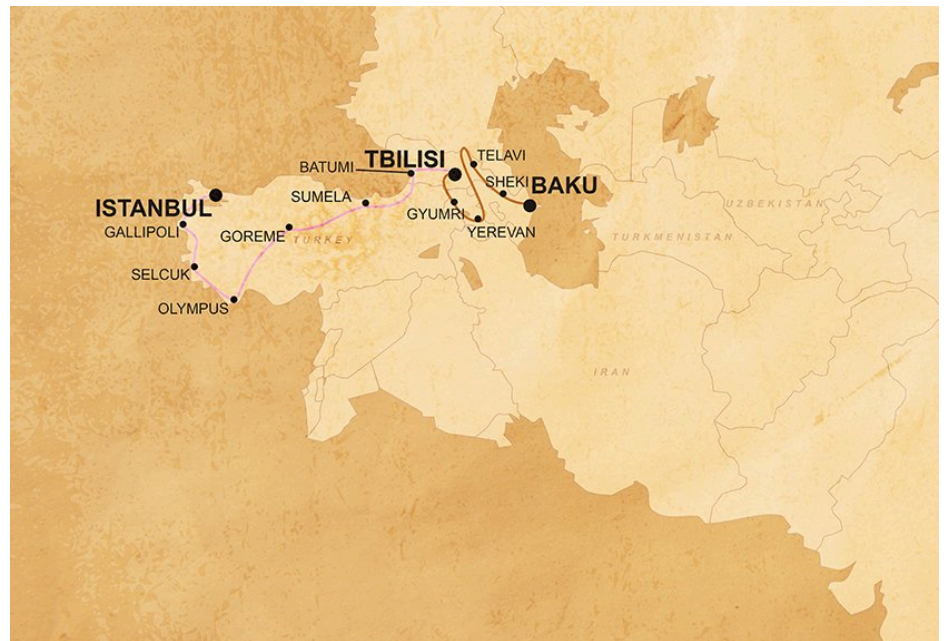 TBILISI
TELAVI
BATUMI
SHEKI
BAKU
SUMELA
ISTANBUL
GYUMRI
UZBEKISTAN
GALLIPOLI
GOREME
TURKEY
YEREVAN
TURKMENISTAN
SELCUK
OLYMPUS
IRAN